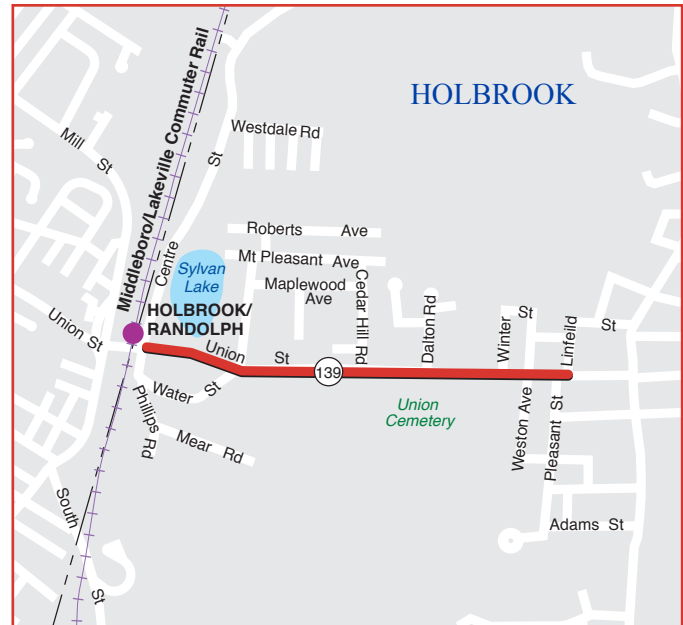 HOLBROOK
Middleboro/Lakeville Commuter Rail
Mill St
Westdale Rd
Centre St
Roberts Ave
Mt Pleasant Ave
Sylvan
Lake
Maplewood
Ave
Cedar Hill Rd
Dalton Rd
HOLBROOK/
RANDOLPH
Union St
Union St
Winter St
Linfeild
139
Water St
Phillips Rd
Mear Rd
Union
Cemetery
Weston Ave
Pleasant St
South St
Adams St